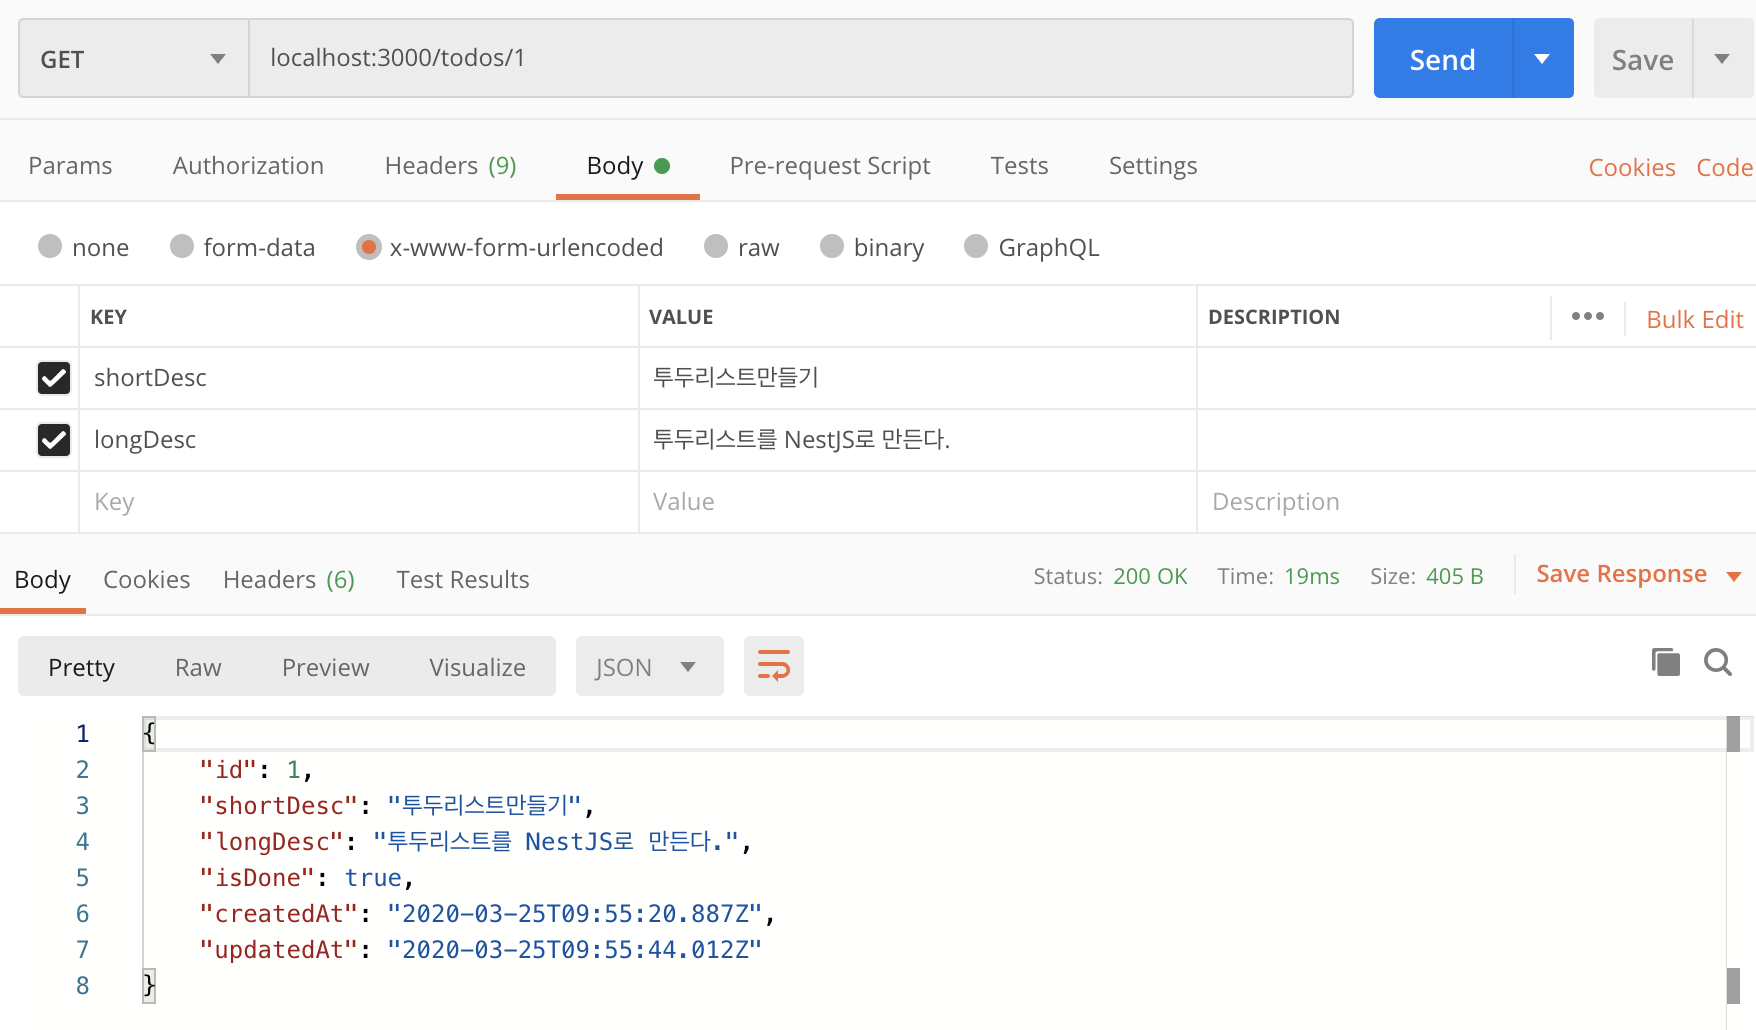 GET localhost:3000/todos/1 Send Save
Params Authorization Headers (9) Body Pre-request Script Tests Settings Cookies Code
none form-data x-www-form-urlencoded raw binary GraphQL
KEY VALUE DESCRIPTION ••• Bulk Edit
shortDesc 투두리스트만들기
longDesc 투두리스트를 NestJS로 만든다.
Key Value Description
Body Cookies Headers (6) Test Results Status: 200 OK Time: 19ms Size: 405 B Save Response
Pretty Raw Preview Visualize JSON
1 {
2 "id": 1,
3 "shortDesc": "투두리스트만들기",
4 "longDesc": "투두리스트를 NestJS로 만든다.",
5 "isDone": true,
6 "createdAt": "2020-03-25T09:55:20.887Z",
7 "updatedAt": "2020-03-25T09:55:44.012Z"
8 }